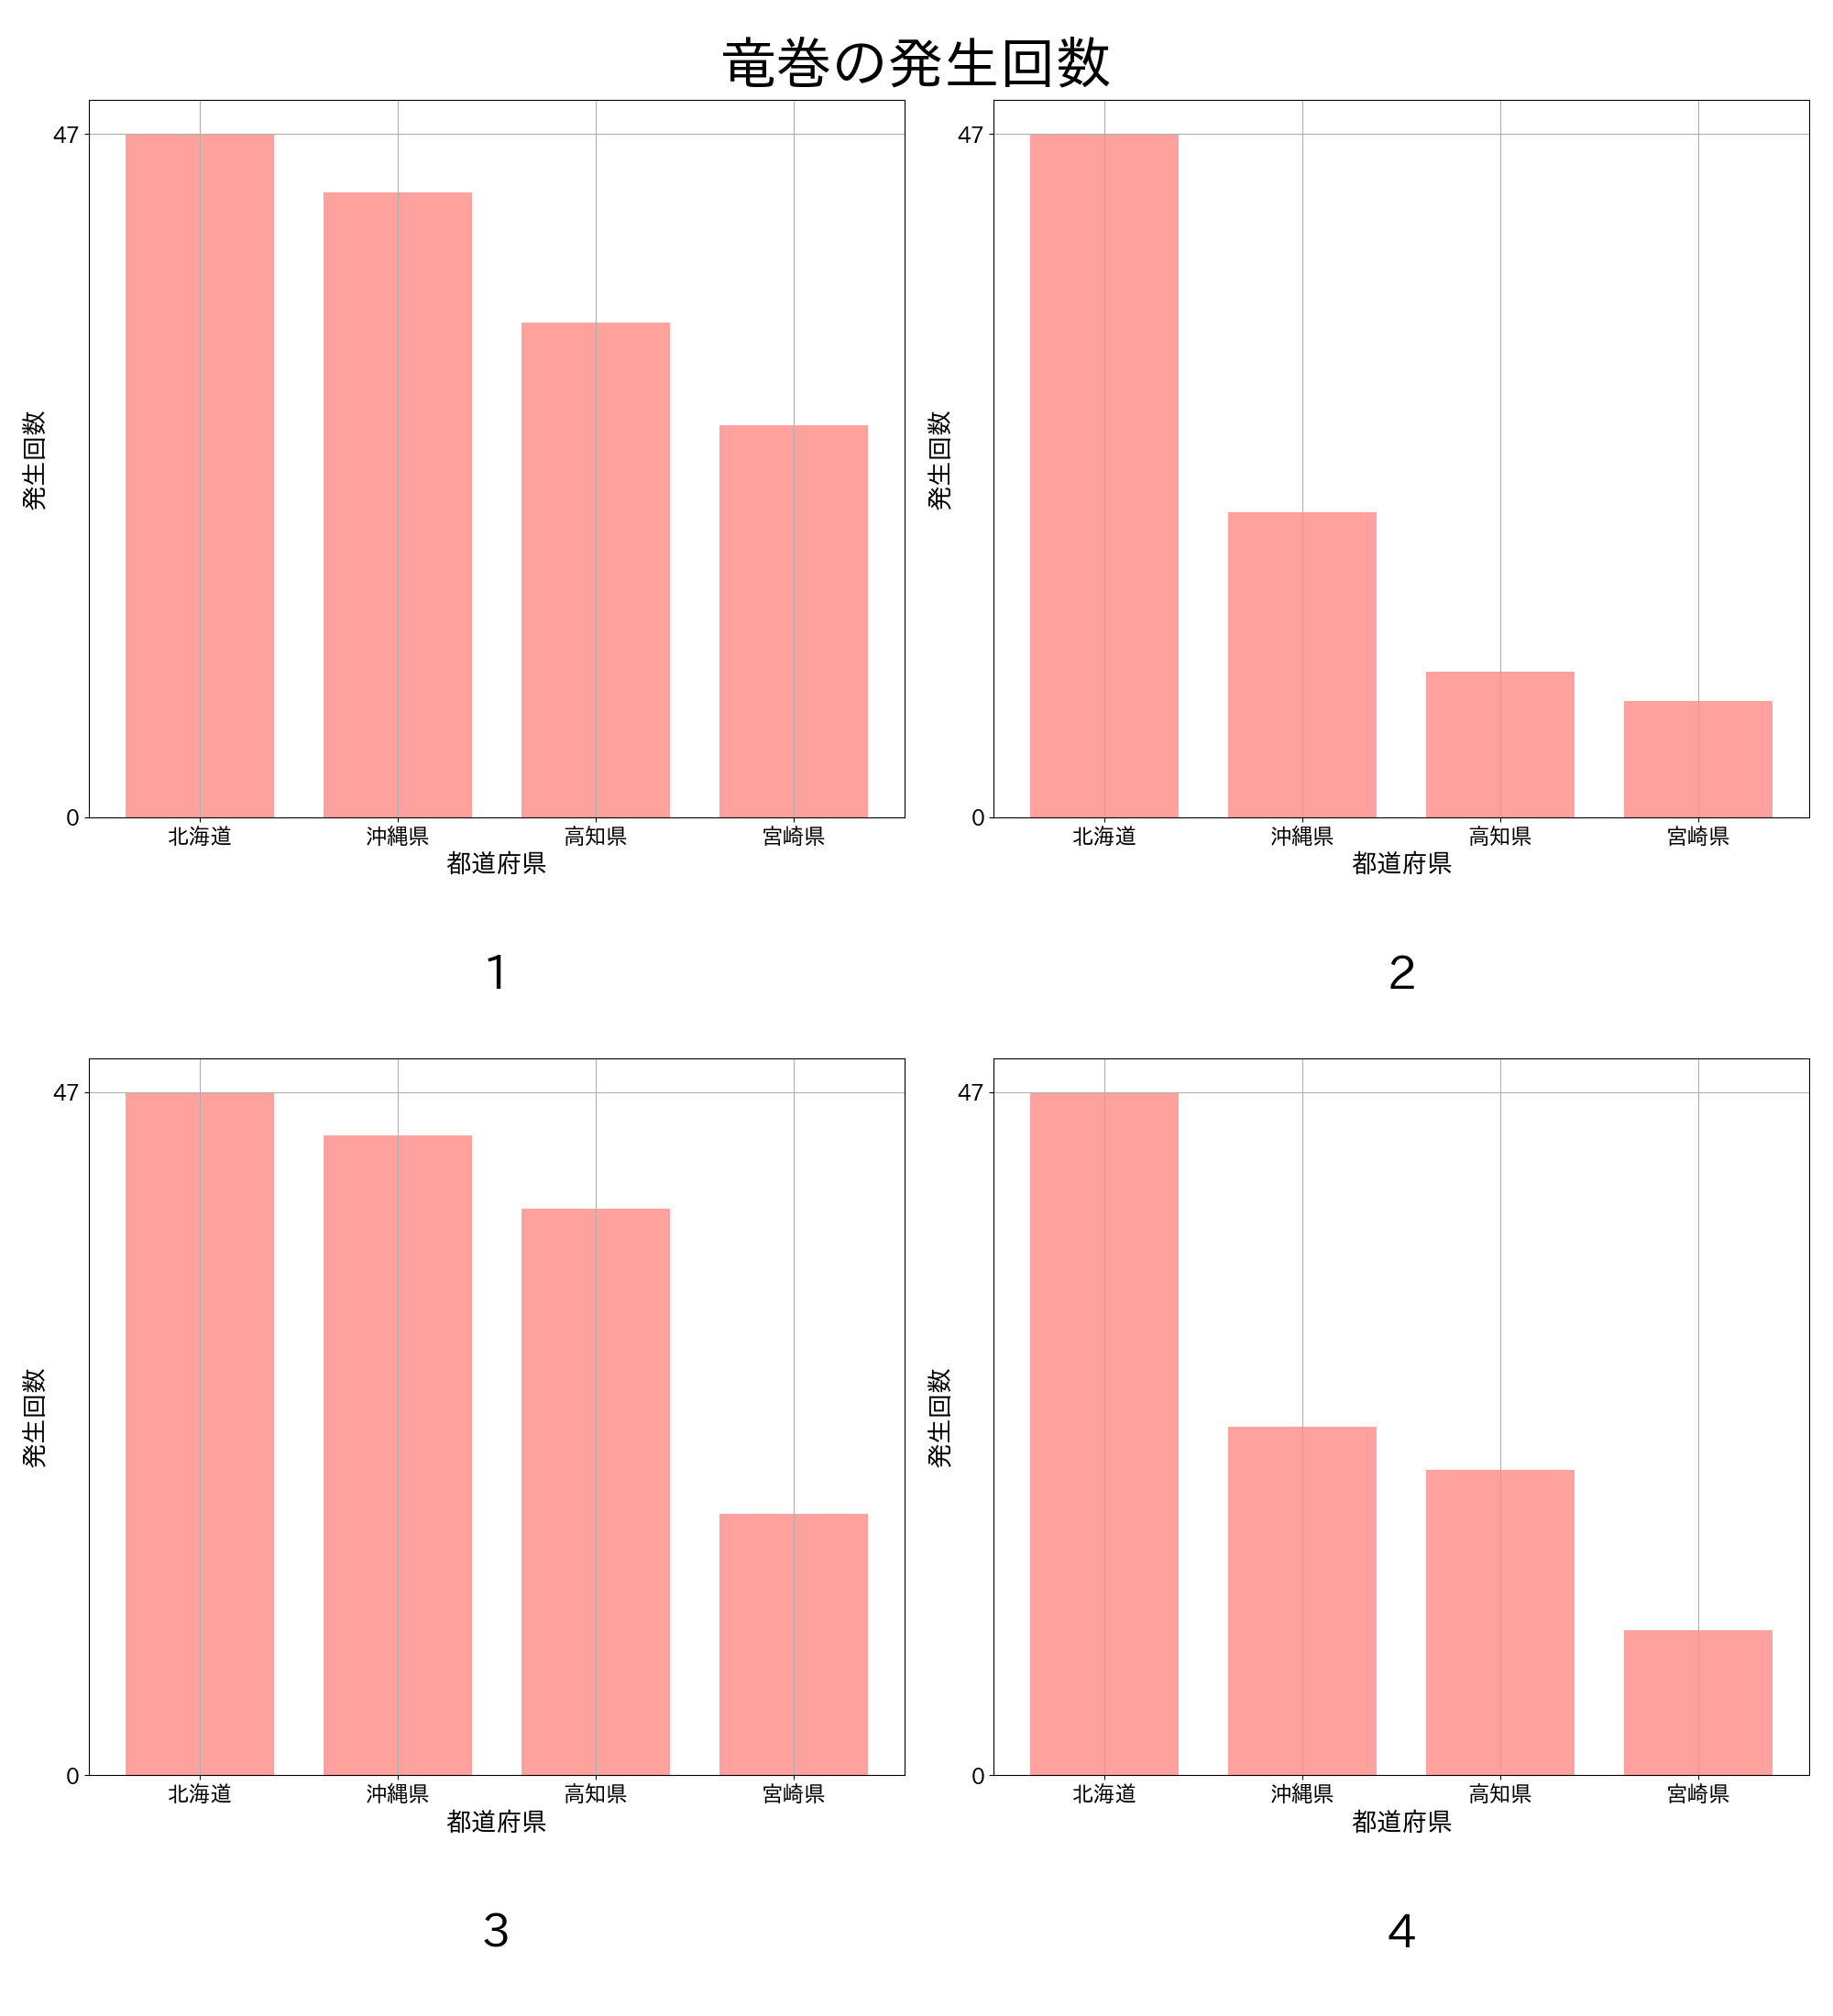 竜巻の発生回数
47
0
発生回数
北海道 沖縄県 高知県 宮崎県
都道府県
1
47
0
発生回数
北海道 沖縄県 高知県 宮崎県
都道府県
2
47
0
発生回数
北海道 沖縄県 高知県 宮崎県
都道府県
3
47
0
発生回数
北海道 沖縄県 高知県 宮崎県
都道府県
4